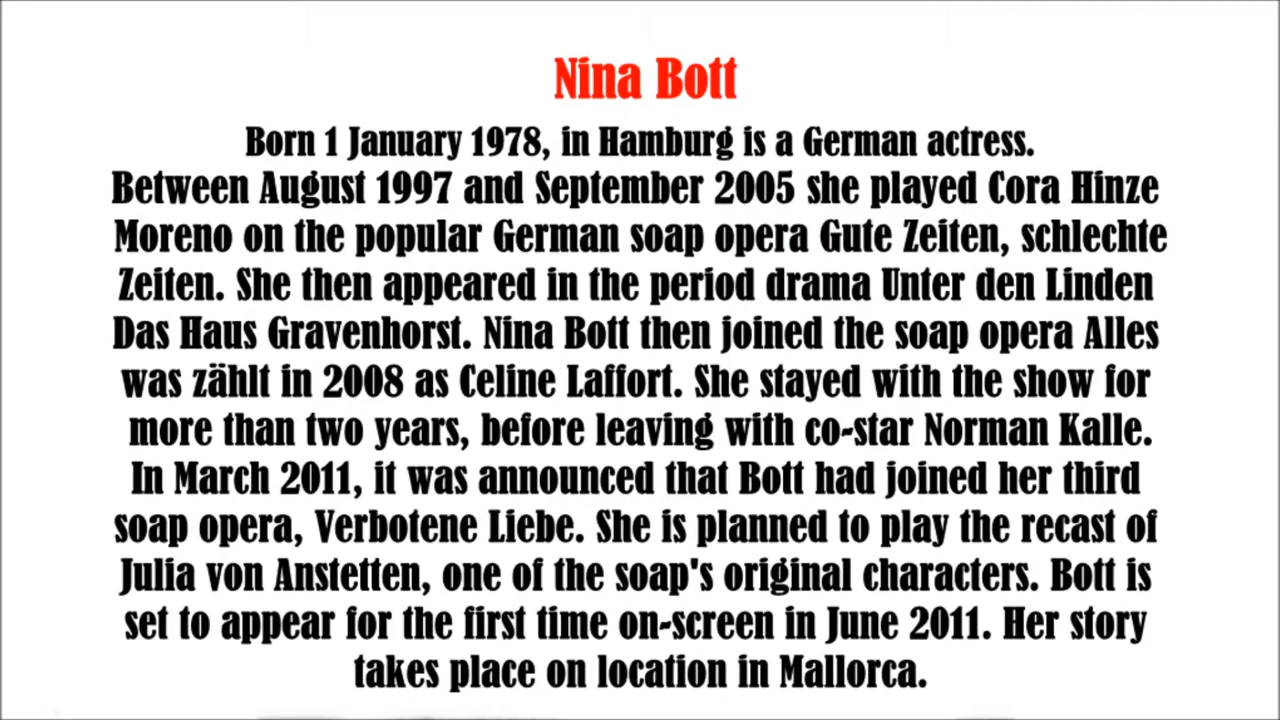 Nina Bott
Born 1 January 1978, in Hamburg is a German actress.
Between August 1997 and September 2005 she played Cora Hinze
Moreno on the popular German soap opera Gute Zeiten, schlechte
Zeiten. She then appeared in the period drama Unter den Linden
Das Haus Gravenhorst. Nina Bott then joined the soap opera Alles
was zählt in 2008 as Celine Laffort. She stayed with the show for
more than two years, before leaving with co-star Norman Kalle.
In March 2011, it was announced that Bott had joined her third
soap opera, Verbotene Liebe. She is planned to play the recast of
Julia von Anstetten, one of the soap's original characters. Bott is
set to appear for the first time on-screen in June 2011. Her story
takes place on location in Mallorca.